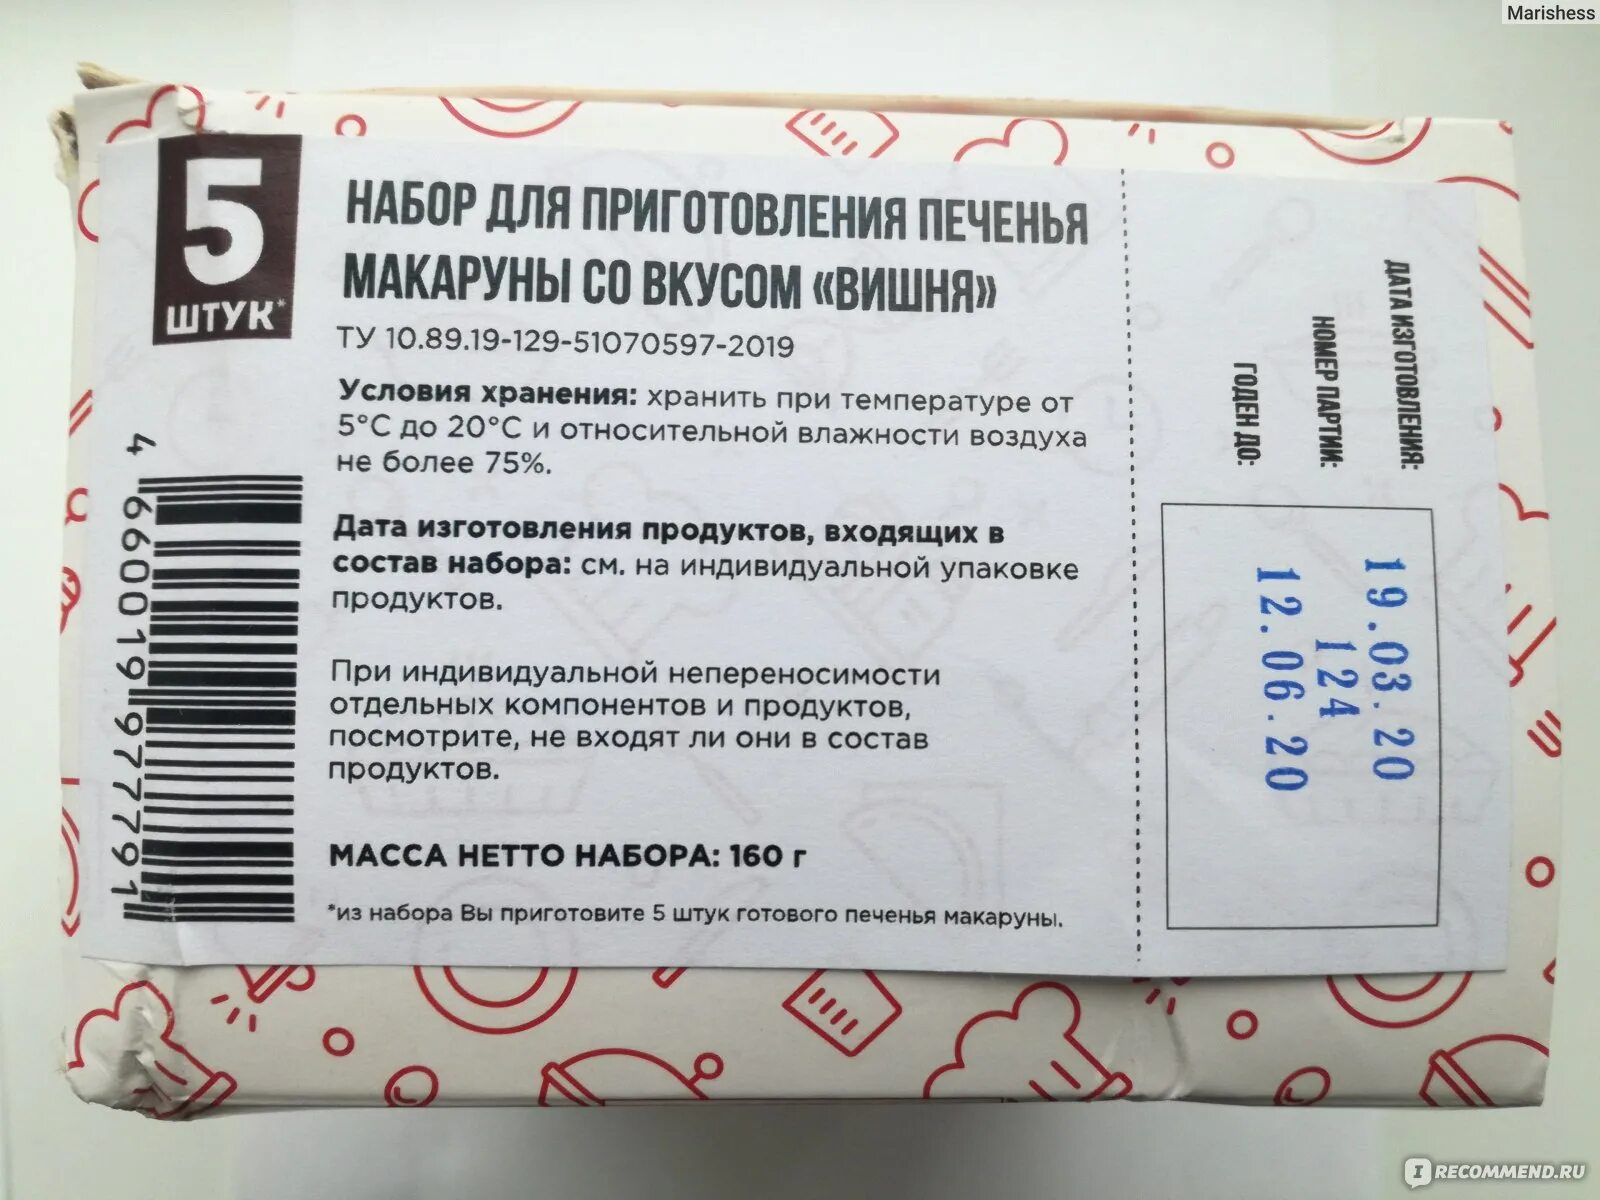 Marishess
5
ШТУК*
НАБОР ДЛЯ ПРИГОТОВЛЕНИЯ ПЕЧЕНЬЯ
МАКАРУНЫ СО ВКУСОМ «ВИШНЯ»
ТУ 10.89.19-129-51070597-2019
Условия хранения: хранить при температуре от
5°С до 20°С и относительной влажности воздуха
не более 75%.
Дата изготовления продуктов, входящих в
состав набора: см. на индивидуальной упаковке
продуктов.
При индивидуальной непереносимости
отдельных компонентов и продуктов,
посмотрите, не входят ли они в состав
продуктов.
МАССА НЕТТО НАБОРА: 160 г
*из набора Вы приготовите 5 штук готового печенья макаруны.
4 660019 977791
ДАТА ИЗГОТОВЛЕНИЯ:
НОМЕР ПАРТИИ:
ГОДЕН ДО:
19.03.20
124
12.06.20
IRECOMMEND.RU